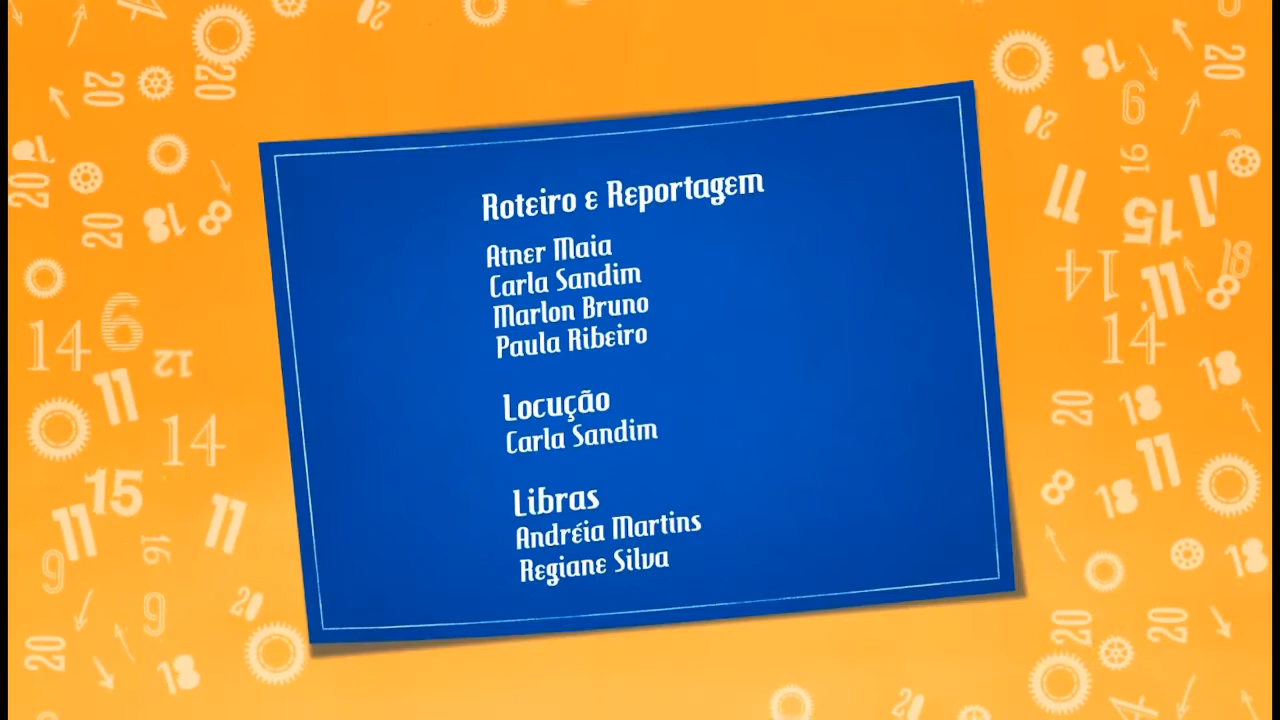 Roteiro e Reportagem
Atner Maia
Carla Sandim
Marlon Bruno
Paula Ribeiro
Locução
Carla Sandim
Libras
Andréia Martins
Regiane Silva